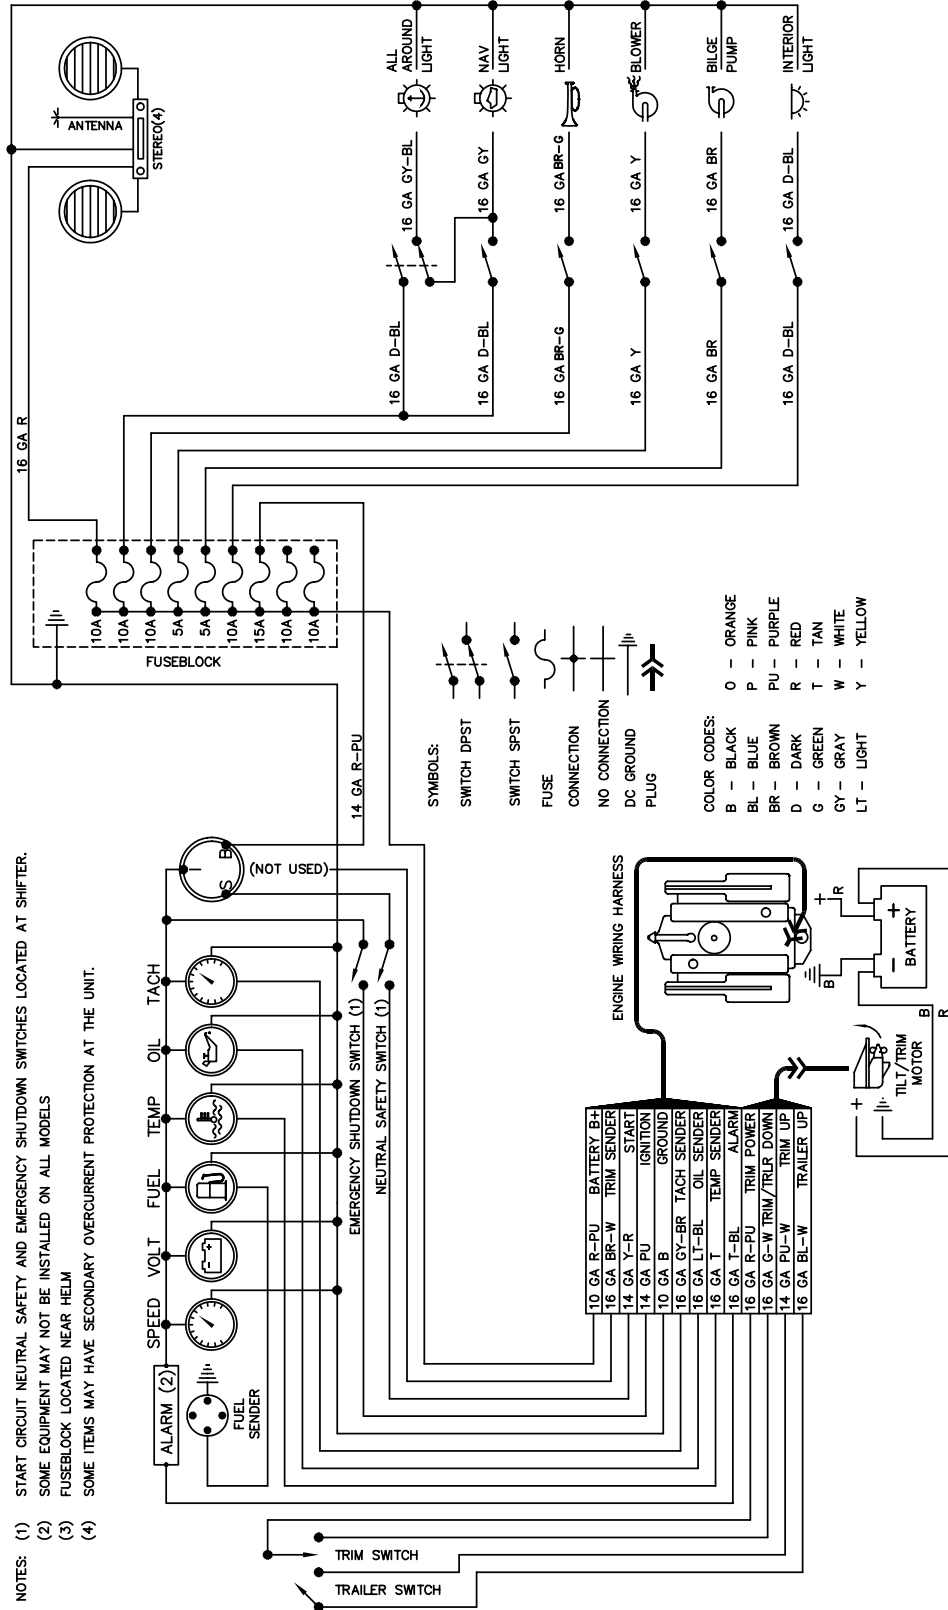 NOTES: (1) START CIRCUIT NEUTRAL SAFETY AND EMERGENCY SHUTDOWN SWITCHES LOCATED AT SHIFTER.
(2) SOME EQUIPMENT MAY NOT BE INSTALLED ON ALL MODELS
(3) FUSEBLOCK LOCATED NEAR HELM
(4) SOME ITEMS MAY HAVE SECONDARY OVERCURRENT PROTECTION AT THE UNIT.
ANTENNA
STEREO(4)
16 GA R
ALL
AROUND
LIGHT
NAV
LIGHT
HORN
BLOWER
BILGE
PUMP
INTERIOR
LIGHT
16 GA GY-BL
16 GA GY
16 GA BR-G
16 GA Y
16 GA BR
16 GA D-BL
16 GA D-BL
16 GA D-BL
16 GA BR-G
16 GA Y
16 GA BR
16 GA D-BL
10A
10A
10A
5A
5A
10A
15A
10A
10A
FUSEBLOCK
14 GA R-PU
SYMBOLS:
SWITCH DPST
SWITCH SPST
FUSE
CONNECTION
NO CONNECTION
DC GROUND
PLUG
COLOR CODES:
B - BLACK
BL - BLUE
BR - BROWN
D - DARK
G - GREEN
GY - GRAY
LT - LIGHT
O - ORANGE
P - PINK
PU - PURPLE
R - RED
T - TAN
W - WHITE
Y - YELLOW
I
B
S
(NOT USED)
TACH
OIL
TEMP
FUEL
VOLT
SPEED
ALARM (2)
FUEL
SENDER
EMERGENCY SHUTDOWN SWITCH (1)
NEUTRAL SAFETY SWITCH (1)
ENGINE WIRING HARNESS
10 GA R-PU BATTERY B+
16 GA BR-W TRIM SENDER
14 GA Y-R START
14 GA PU IGNITION
10 GA B GROUND
16 GA GY-BR TACH SENDER
16 GA LT-BL OIL SENDER
16 GA T TEMP SENDER
16 GA T-BL ALARM
16 GA R-PU TRIM POWER
16 GA G-W TRIM/TRLR DOWN
14 GA PU-W TRIM UP
16 GA BL-W TRAILER UP
+
R
B
+
-
BATTERY
B
R
+
TILT/TRIM
MOTOR
TRIM SWITCH
TRAILER SWITCH